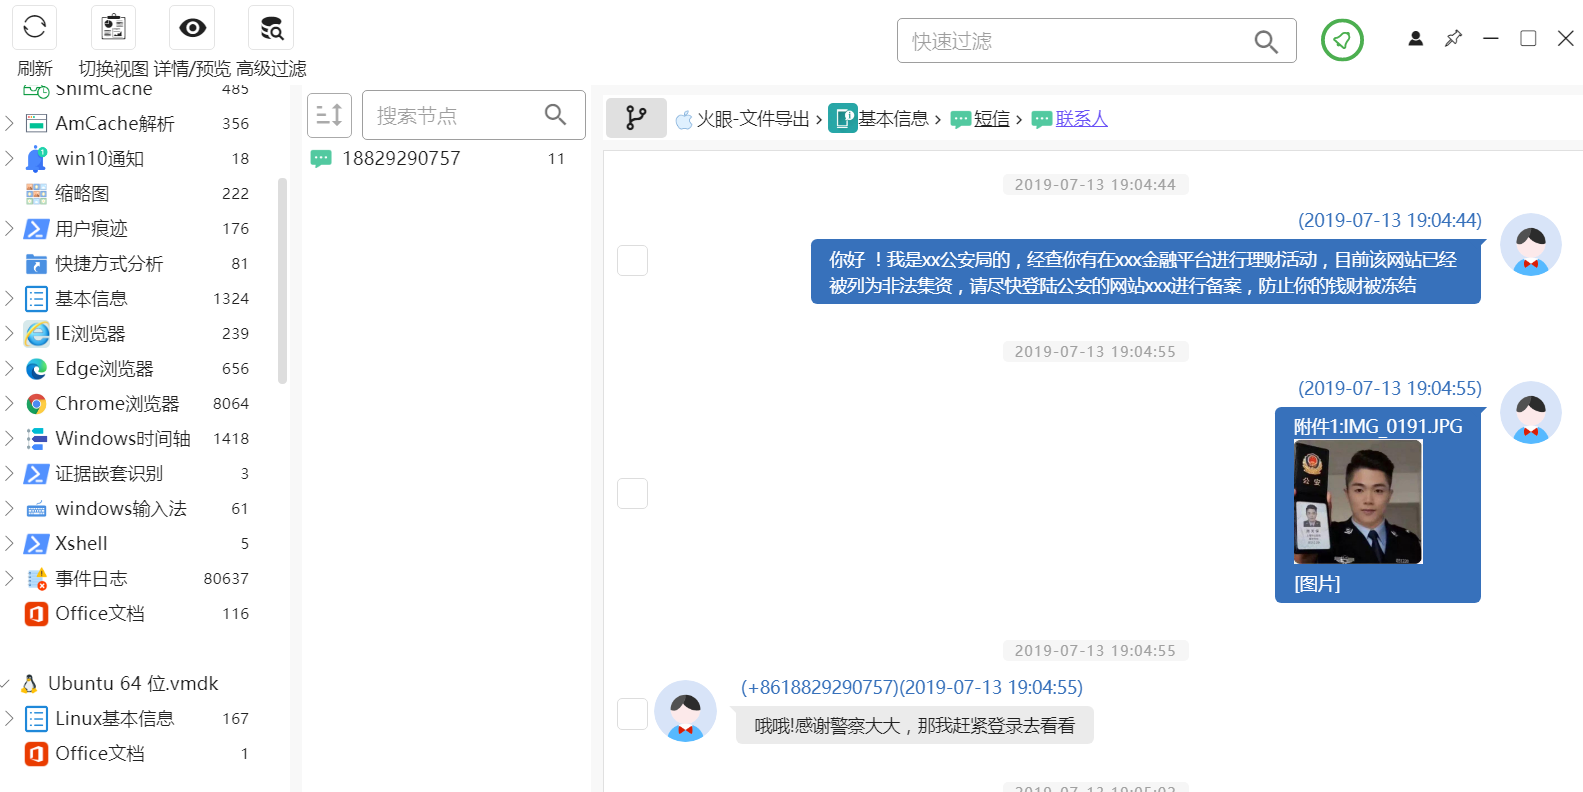 刷新
切换视图
详情/预览
高级过滤
快速过滤
ShimCache 485
AmCache解析 356
win10通知 18
缩略图 222
用户痕迹 176
快捷方式分析 81
基本信息 1324
IE浏览器 239
Edge浏览器 656
Chrome浏览器 8064
Windows时间轴 1418
证据嵌套识别 3
windows输入法 61
Xshell 5
事件日志 80637
Office文档 116
Ubuntu 64 位.vmdk
Linux基本信息 167
Office文档 1
搜索节点
18829290757 11
火眼-文件导出 › 基本信息 › 短信 › 联系人
2019-07-13 19:04:44
(2019-07-13 19:04:44)
你好 ！我是xx公安局的，经查你有在xxx金融平台进行理财活动，目前该网站已经
被列为非法集资，请尽快登陆公安的网站xxx进行备案，防止你的钱财被冻结
2019-07-13 19:04:55
(2019-07-13 19:04:55)
附件1:IMG_0191.JPG
公安
[图片]
2019-07-13 19:04:55
(+8618829290757)(2019-07-13 19:04:55)
哦哦!感谢警察大大，那我赶紧登录去看看
2019-07-13 19:05:02